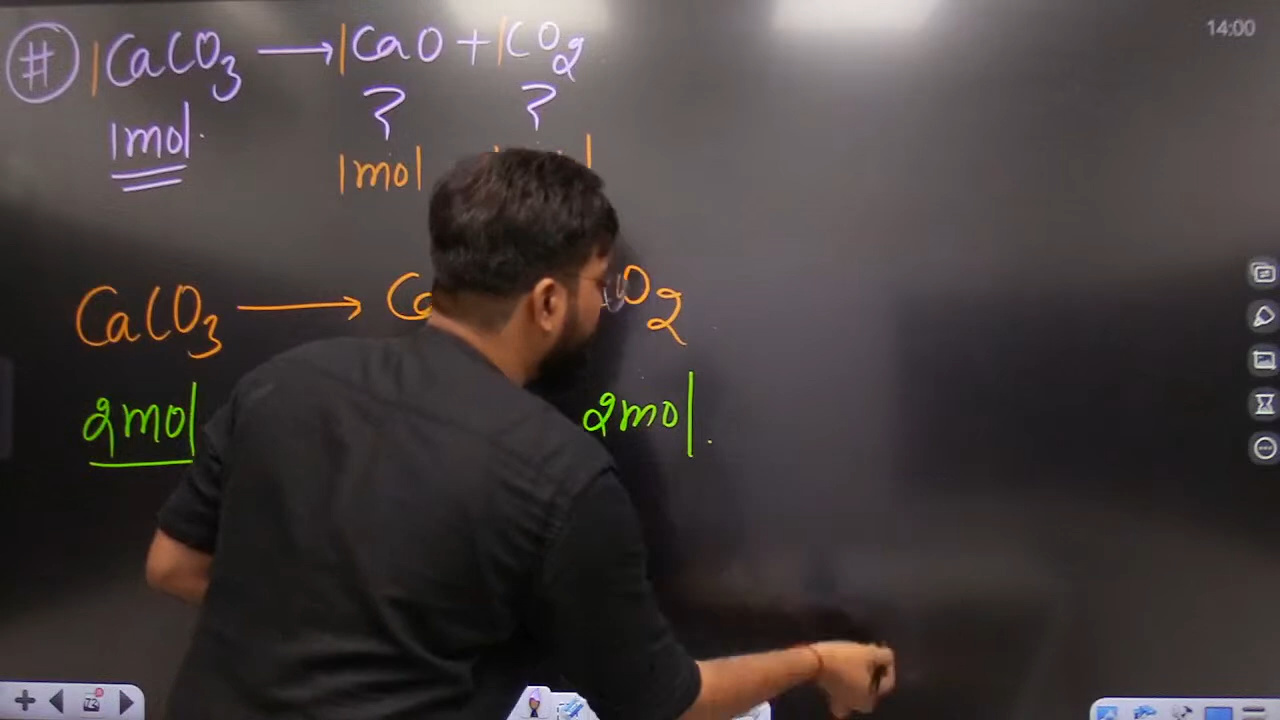 14:00
# 1CaCO3 → 1CaO + 1CO2
? ?
1mol.
1mol
CaCO3 → O2
2mol 2mol.